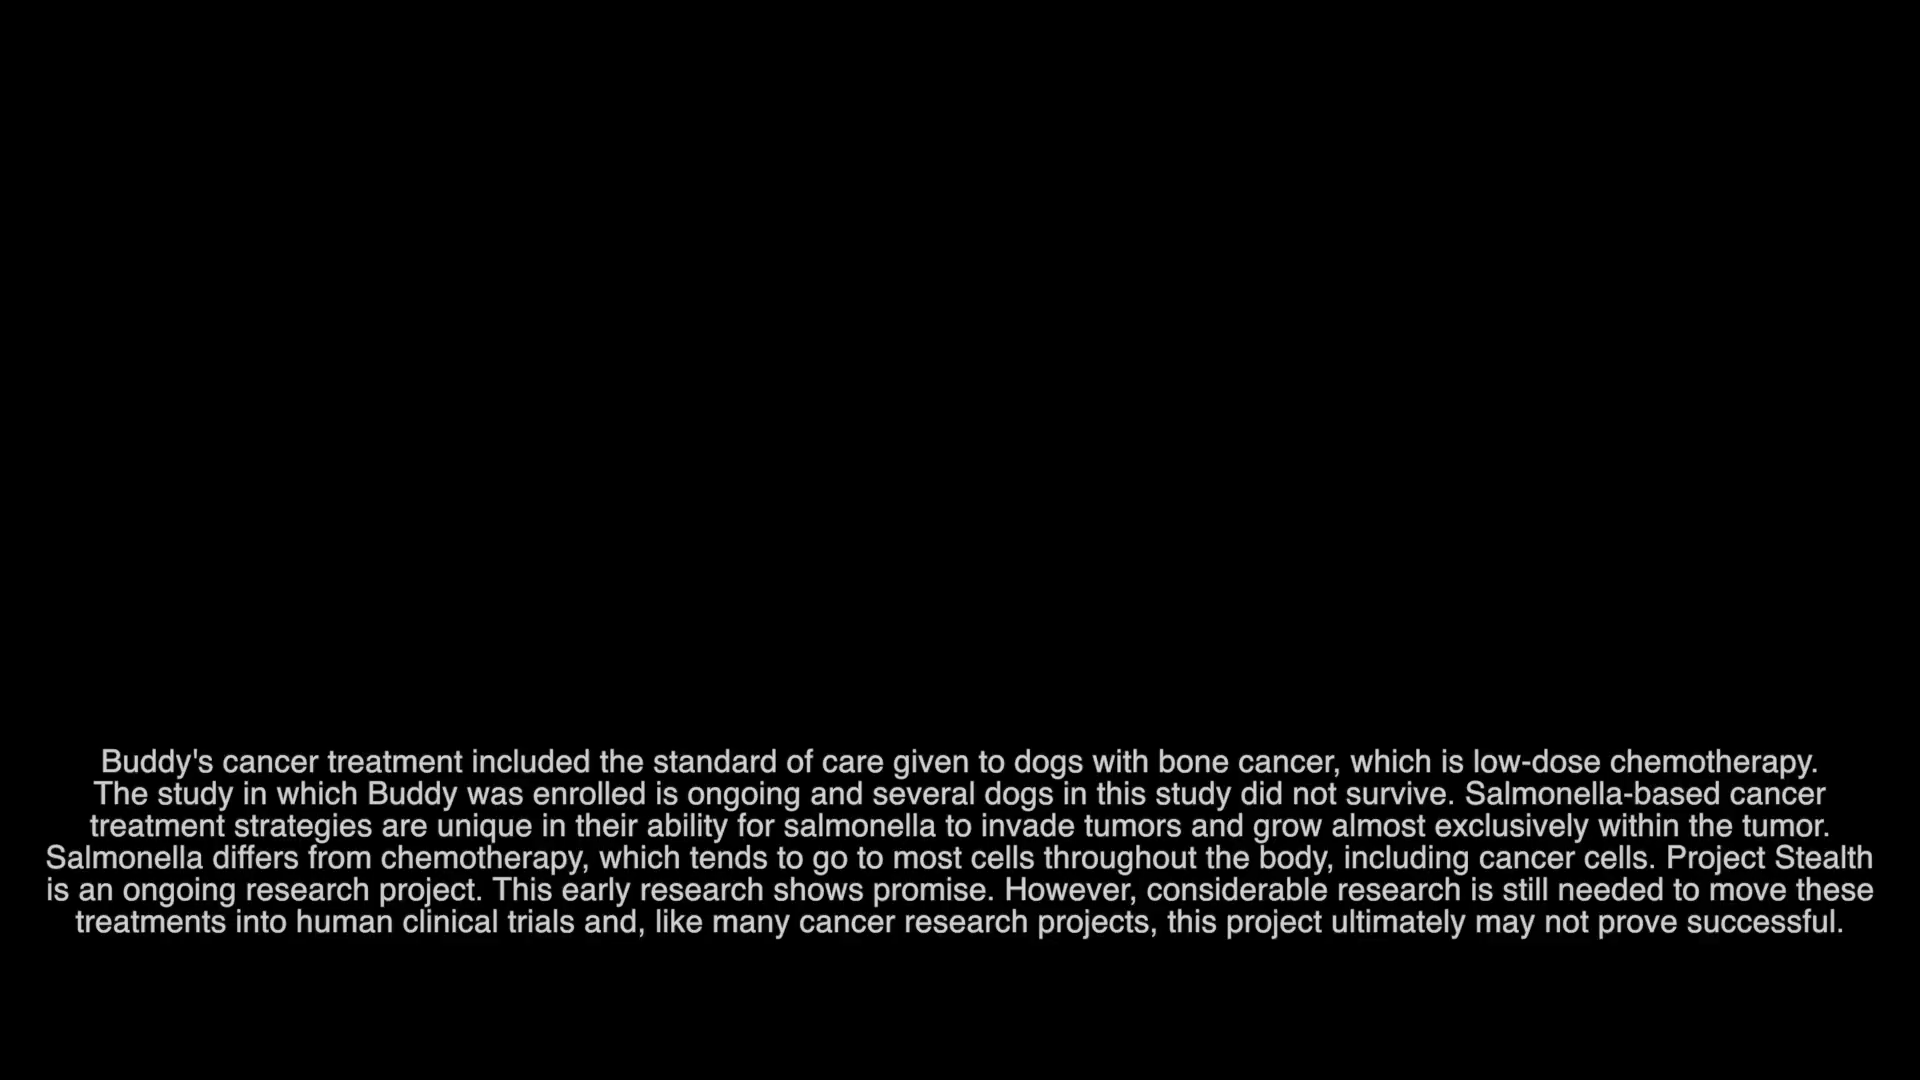 Buddy's cancer treatment included the standard of care given to dogs with bone cancer, which is low-dose chemotherapy.
The study in which Buddy was enrolled is ongoing and several dogs in this study did not survive. Salmonella-based cancer
treatment strategies are unique in their ability for salmonella to invade tumors and grow almost exclusively within the tumor.
Salmonella differs from chemotherapy, which tends to go to most cells throughout the body, including cancer cells. Project Stealth
is an ongoing research project. This early research shows promise. However, considerable research is still needed to move these
treatments into human clinical trials and, like many cancer research projects, this project ultimately may not prove successful.